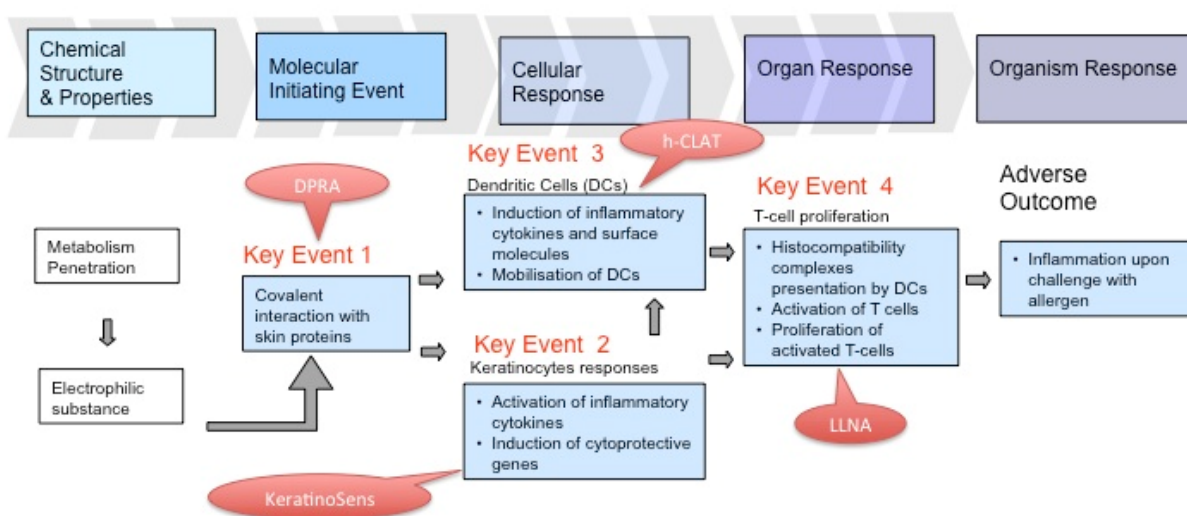 Chemical
Structure
& Properties
Molecular
Initiating Event
Cellular
Response
Organ Response
Organism Response
h-CLAT
DPRA
Key Event 3
Dendritic Cells (DCs)
• Induction of inflammatory
cytokines and surface
molecules
• Mobilisation of DCs
Key Event 4
T-cell proliferation
• Histocompatibility
complexes
presentation by DCs
• Activation of T cells
• Proliferation of
activated T-cells
Adverse
Outcome
• Inflammation upon
challenge with
allergen
Metabolism
Penetration
Key Event 1
Covalent
interaction with
skin proteins
Key Event 2
Keratinocytes responses
• Activation of inflammatory
cytokines
• Induction of cytoprotective
genes
Electrophilic
substance
LLNA
KeratinoSens